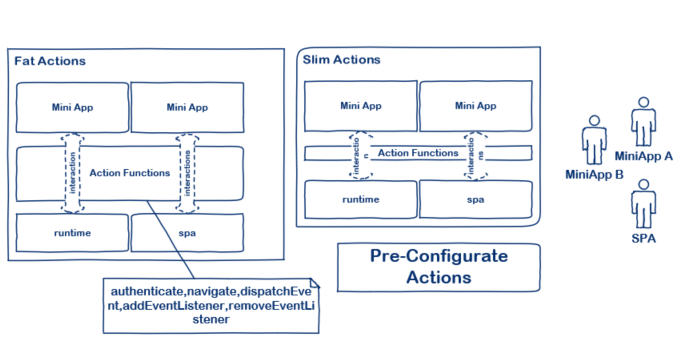 Fat Actions
Mini App
Mini App
interaction
interactions
Action Functions
runtime
spa
authenticate,navigate,dispatchEve
nt,addEventListener,removeEventLi
stener
Slim Actions
Mini App
Mini App
interactio
n
interactio
ns
Action Functions
runtime
spa
Pre-Configurate
Actions
MiniApp A
MiniApp B
SPA